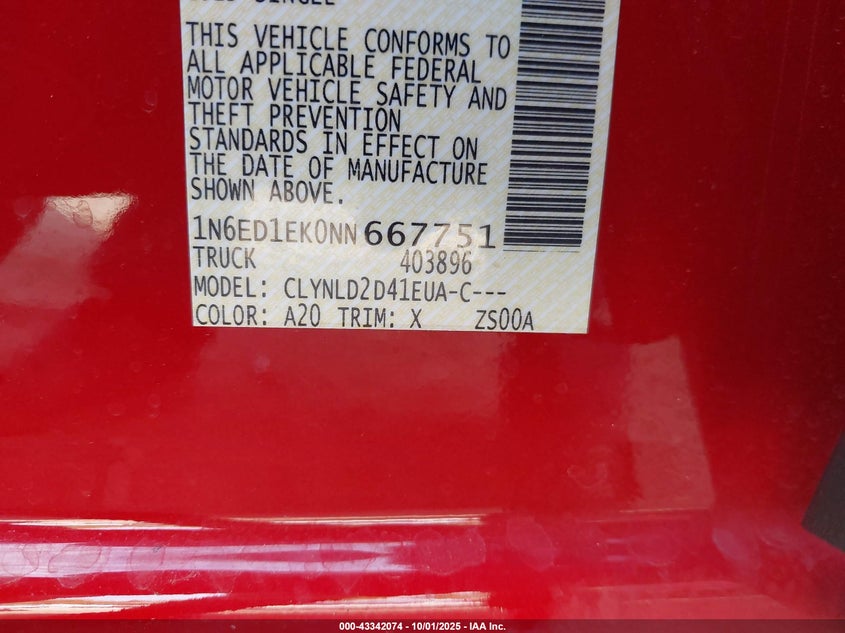 THIS VEHICLE CONFORMS TO
ALL APPLICABLE FEDERAL
MOTOR VEHICLE SAFETY AND
THEFT PREVENTION
STANDARDS IN EFFECT ON
THE DATE OF MANUFACTURE
SHOWN ABOVE.
1N6ED1EK0NN667751
TRUCK 403896
MODEL: CLYNLD2D41EUA-C---
COLOR: A20 TRIM: X ZS00A
000-43342074 - 10/01/2025 - IAA Inc.